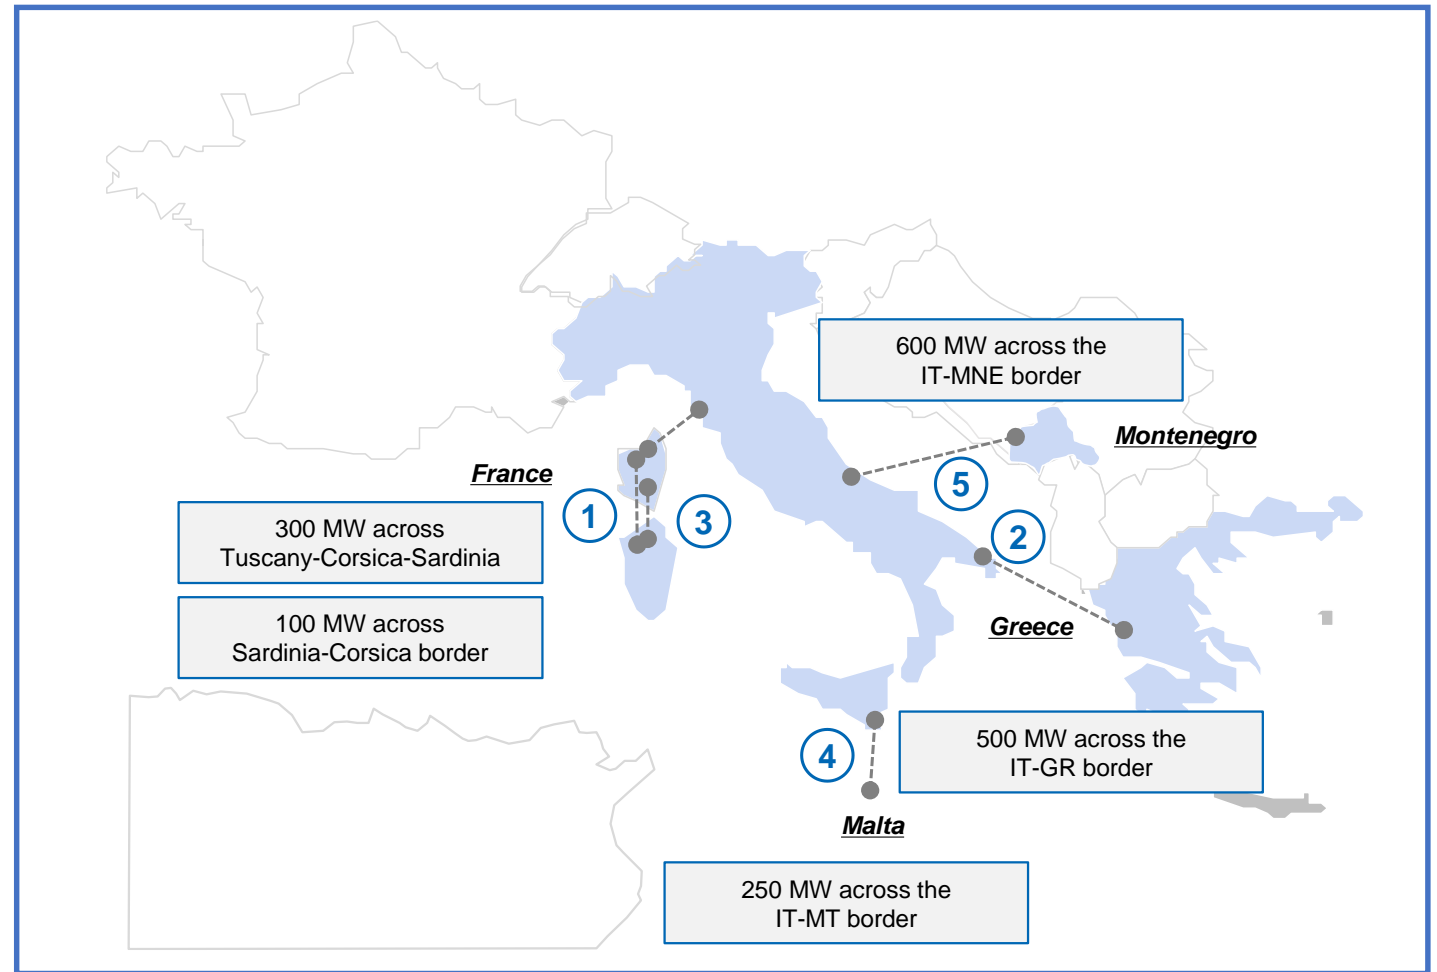 600 MW across the
IT-MNE border
Montenegro
France
5
1
3
2
300 MW across
Tuscany-Corsica-Sardinia
100 MW across
Sardinia-Corsica border
Greece
4
500 MW across the
IT-GR border
Malta
250 MW across the
IT-MT border